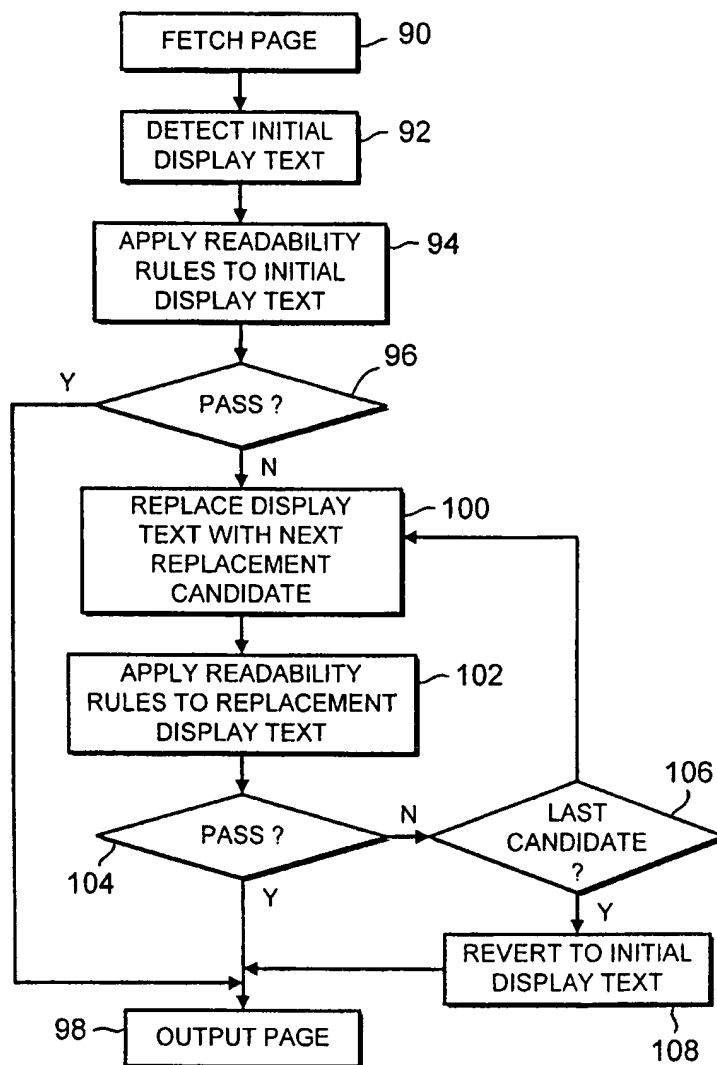 FETCH PAGE
90
DETECT INITIAL
DISPLAY TEXT
92
APPLY READABILITY
RULES TO INITIAL
DISPLAY TEXT
94
96
Y
PASS ?
N
REPLACE DISPLAY
TEXT WITH NEXT
REPLACEMENT
CANDIDATE
100
APPLY READABILITY
RULES TO REPLACEMENT
DISPLAY TEXT
102
PASS ?
104
N
Y
LAST
CANDIDATE
?
106
Y
REVERT TO INITIAL
DISPLAY TEXT
108
98
OUTPUT PAGE